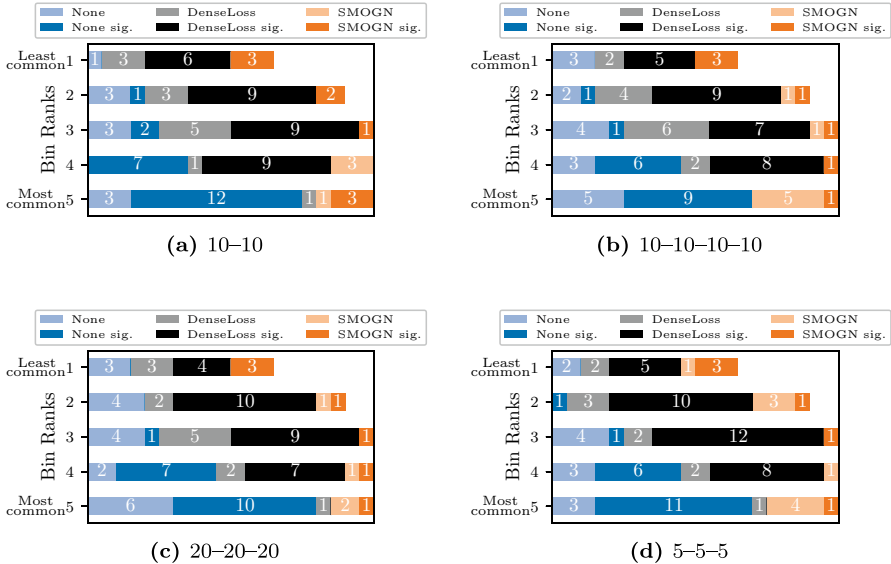 None DenseLoss SMOGN
None sig. DenseLoss sig. SMOGN sig.
Least common 1 1 3 6 3
2 3 1 3 9 2
3 3 2 5 9 1
4 7 1 9 3
Most common 5 3 12 1 1 3
Bin Ranks
(a) 10–10
None DenseLoss SMOGN
None sig. DenseLoss sig. SMOGN sig.
Least common 1 3 2 5 3
2 2 1 4 9 1 1
3 4 1 6 7 1 1
4 3 6 2 8 1
Most common 5 5 9 5 1
Bin Ranks
(b) 10–10–10–10
None DenseLoss SMOGN
None sig. DenseLoss sig. SMOGN sig.
Least common 1 3 3 4 3
2 4 2 10 1 1
3 4 1 5 9 1
4 2 7 2 7 1 1
Most common 5 6 10 1 2 1
Bin Ranks
(c) 20–20–20
None DenseLoss SMOGN
None sig. DenseLoss sig. SMOGN sig.
Least common 1 2 2 5 1 3
2 1 3 10 3 1
3 4 1 2 12 1
4 3 6 2 8 1
Most common 5 3 11 1 4 1
Bin Ranks
(d) 5–5–5